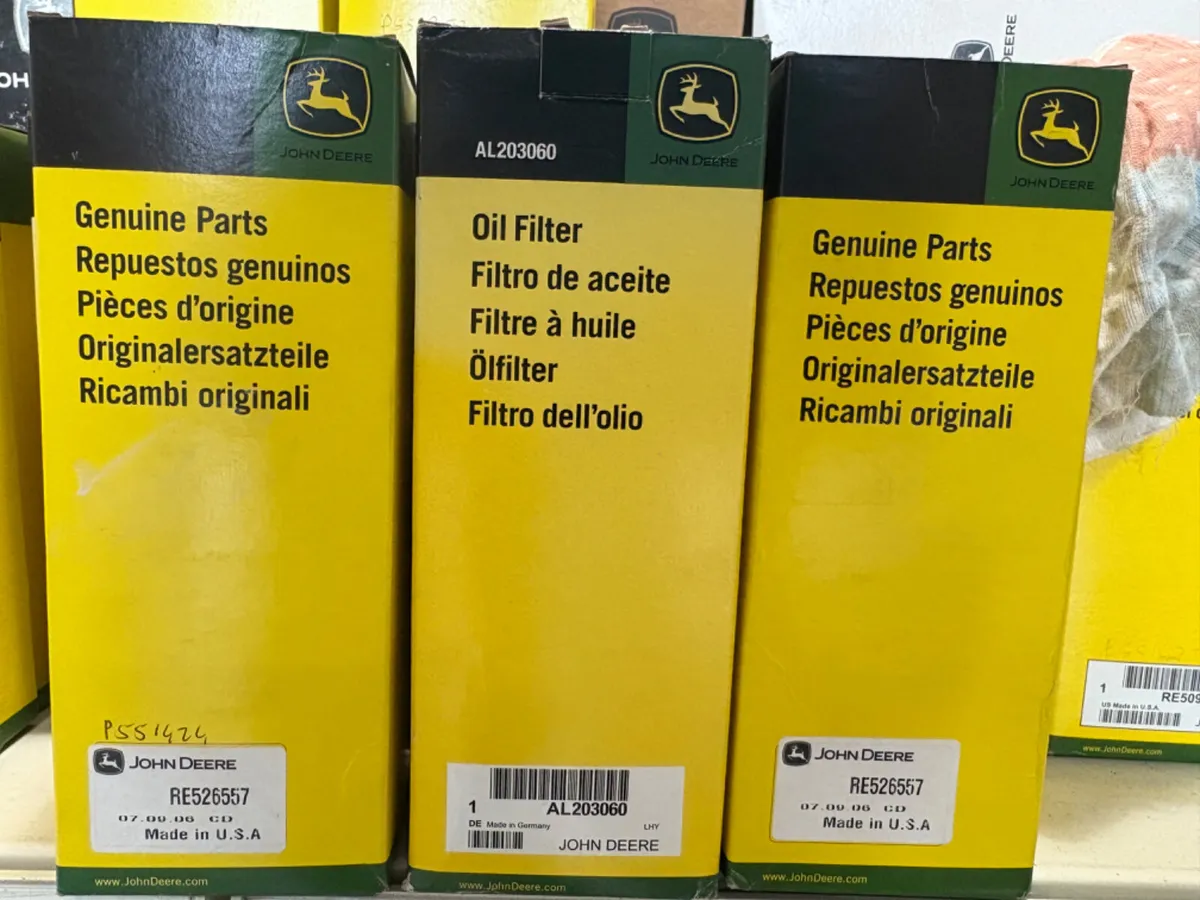 JOHN DEERE
Genuine Parts
Repuestos genuinos
Pièces d'origine
Originalersatzteile
Ricambi originali
P551424
JOHN DEERE
RE526557
07.09.06 CD
Made in U.S.A
www.JohnDeere.com
AL203060
JOHN DEERE
Oil Filter
Filtro de aceite
Filtre à huile
Ölfilter
Filtro dell'olio
1
AL203060
DE Made in Germany LHY
JOHN DEERE
www.JohnDeere.com
JOHN DEERE
Genuine Parts
Repuestos genuinos
Pièces d'origine
Originalersatzteile
Ricambi originali
JOHN DEERE
RE526557
07.09.06 CD
Made in U.S.A
www.JohnDeere.com
DEERE
1
RE509
US Made in U.S.A.
www.JohnDeere.com